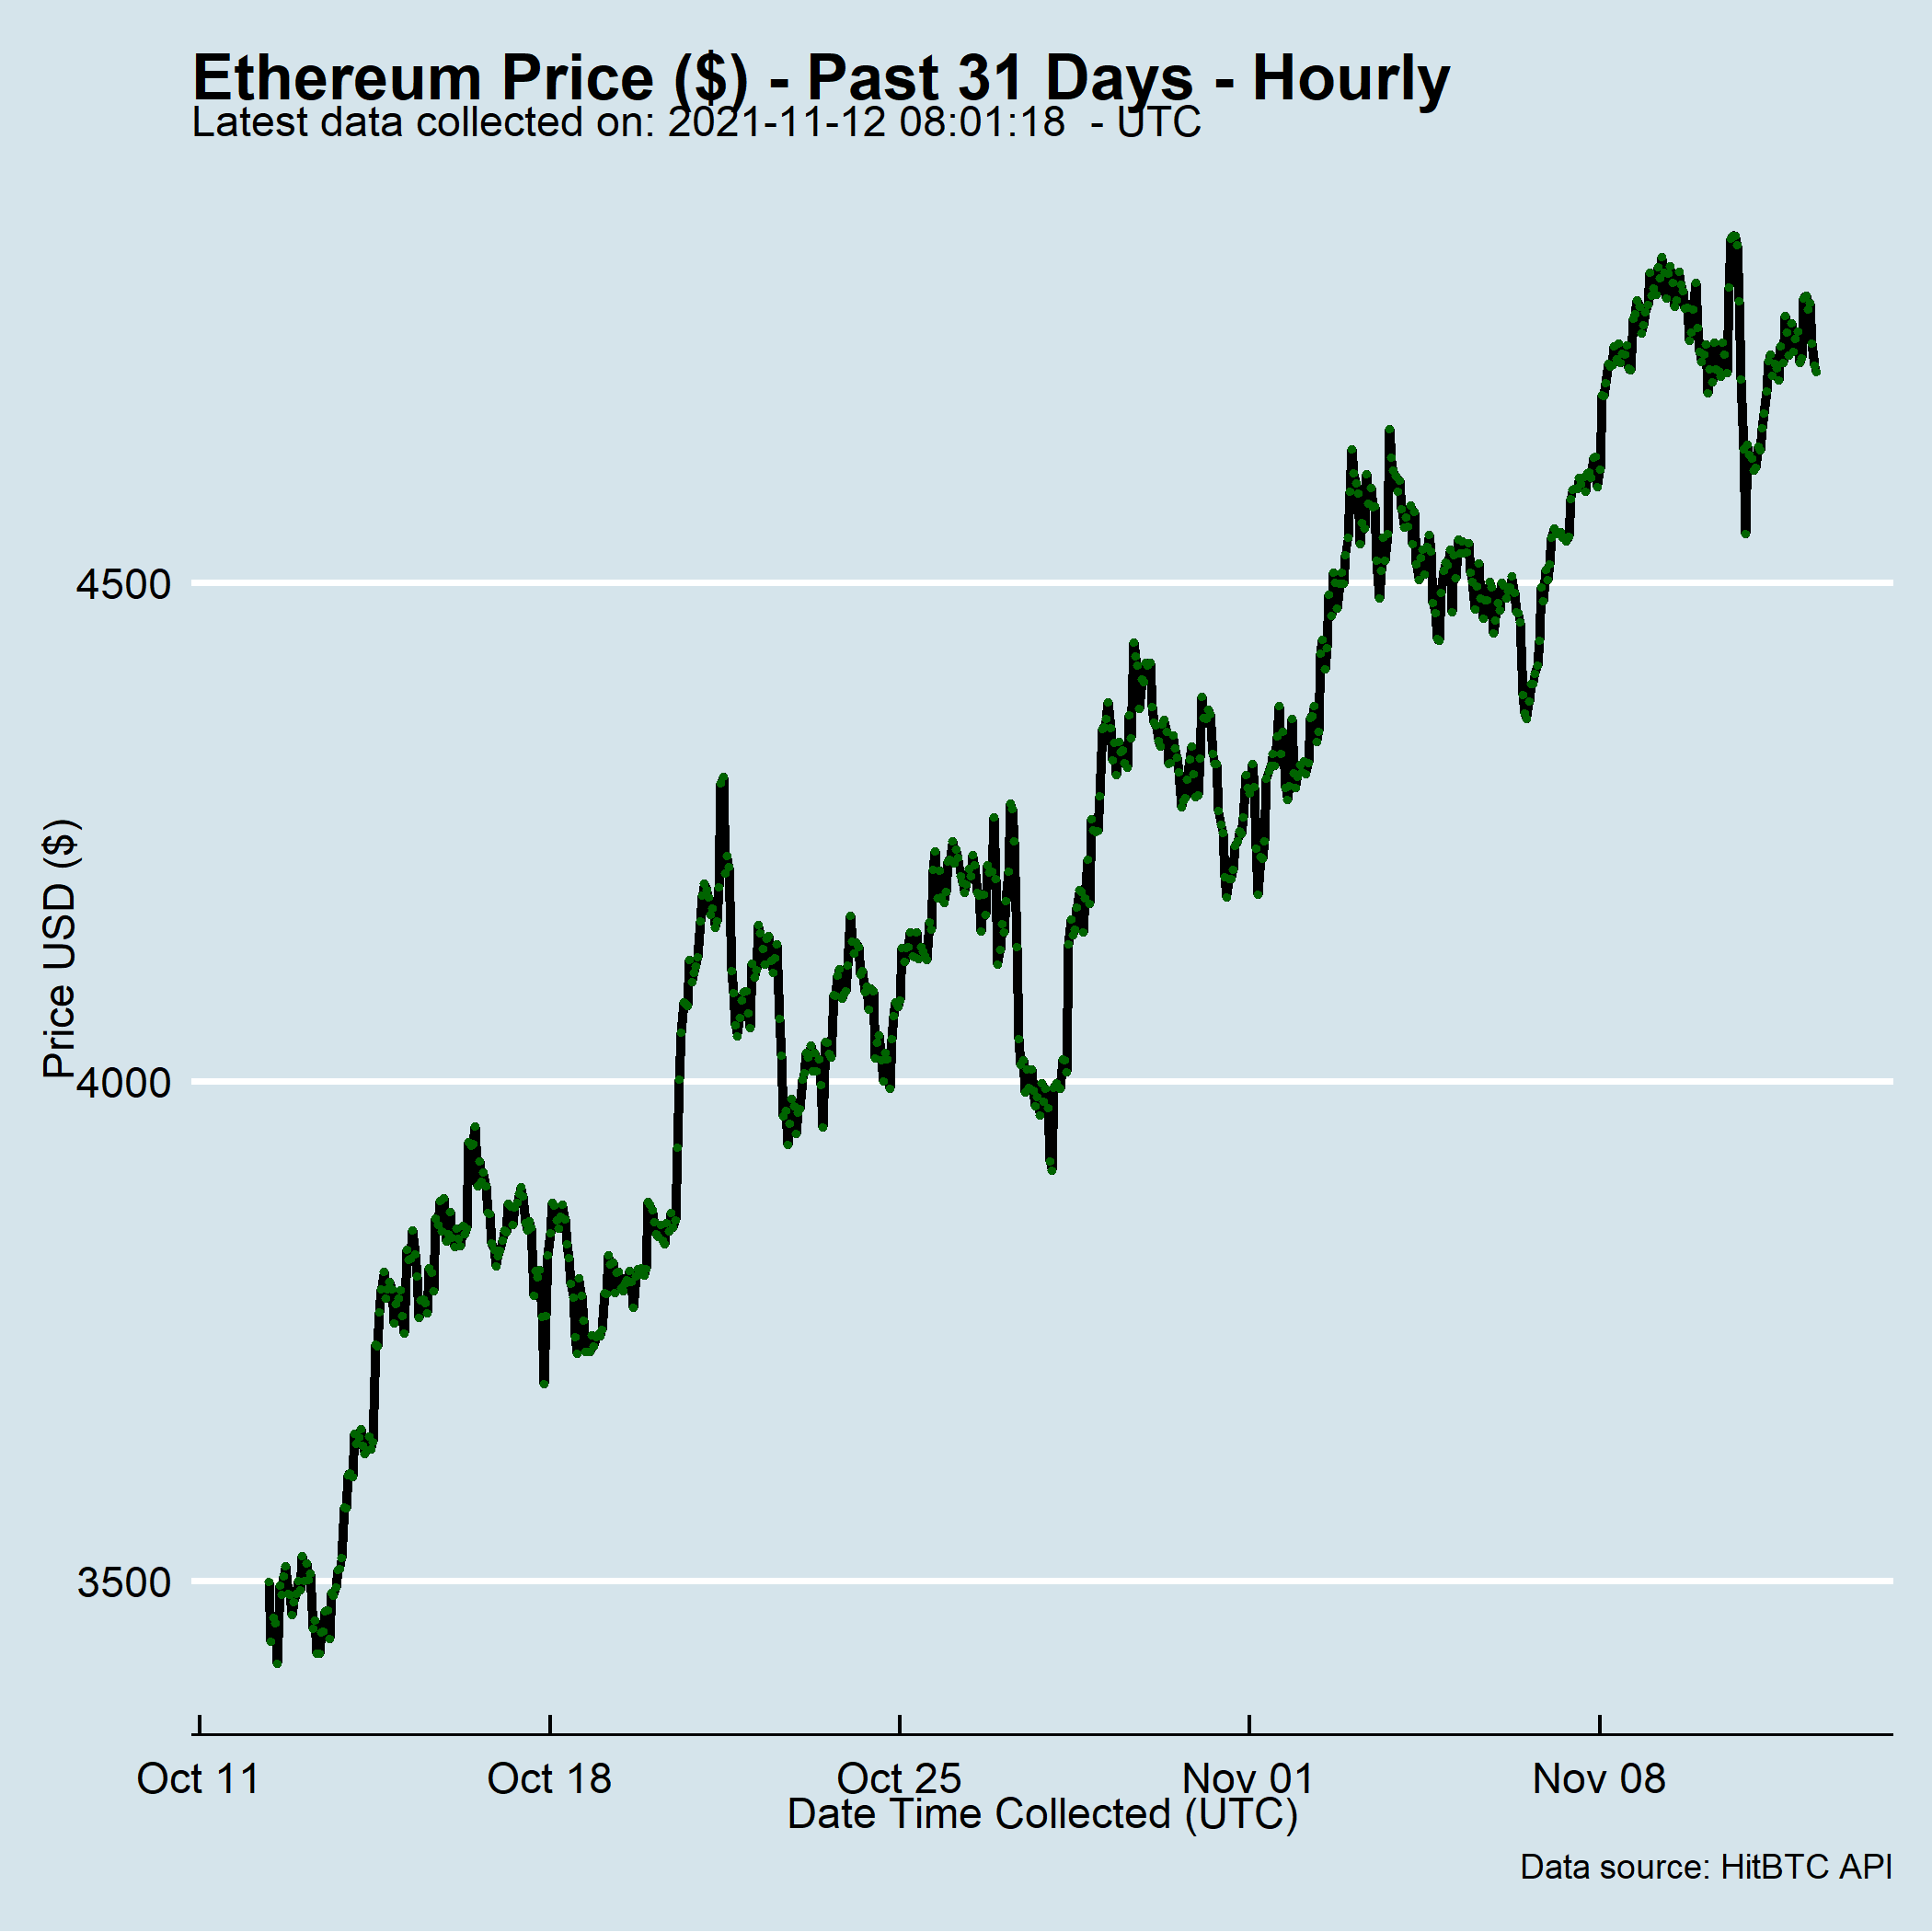 Ethereum Price ($) - Past 31 Days - Hourly
Latest data collected on: 2021-11-12 08:01:18  - UTC
Price USD ($)
4500
4000
3500
Oct 11
Oct 18
Oct 25
Nov 01
Nov 08
Date Time Collected (UTC)
Data source: HitBTC API